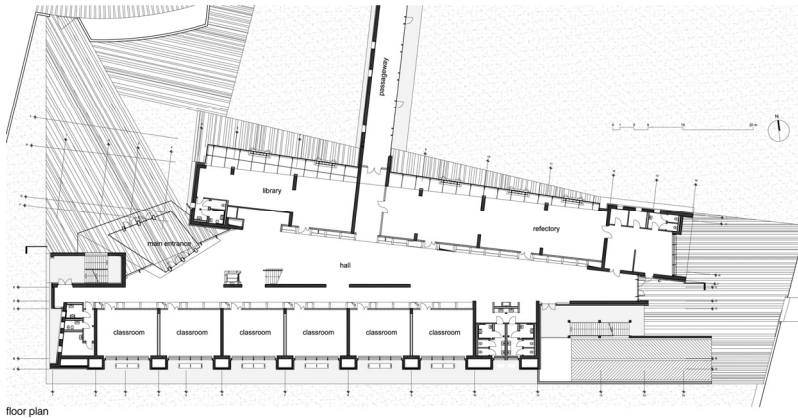 passageway
N
library
refectory
main entrance
hall
classroom
classroom
classroom
classroom
classroom
classroom
floor plan